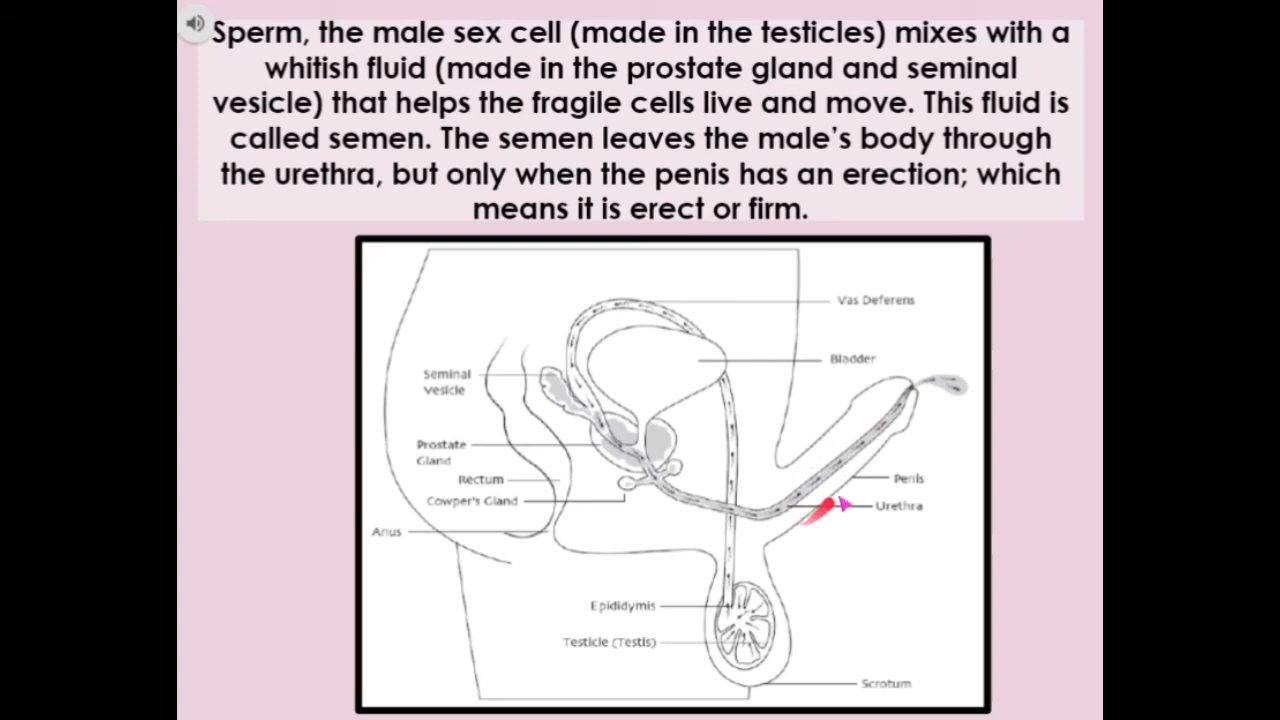 Sperm, the male sex cell (made in the testicles) mixes with a
whitish fluid (made in the prostate gland and seminal
vesicle) that helps the fragile cells live and move. This fluid is
called semen. The semen leaves the male’s body through
the urethra, but only when the penis has an erection; which
means it is erect or firm.
Vas Deferens
Bladder
Seminal
Vesicle
Prostate
Gland
Rectum
Penis
Cowper's Gland
Urethra
Anus
Epididymis
Testicle (Testis)
Scrotum